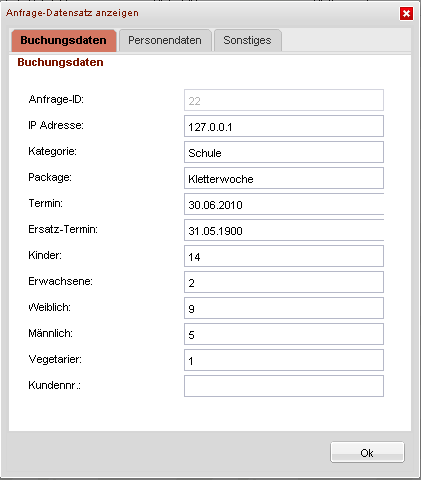 Anfrage-Datensatz anzeigen
Buchungsdaten Personendaten Sonstiges
Buchungsdaten
Anfrage-ID: 22
IP Adresse: 127.0.0.1
Kategorie: Schule
Package: Kletterwoche
Termin: 30.06.2010
Ersatz-Termin: 31.05.1900
Kinder: 14
Erwachsene: 2
Weiblich: 9
Männlich: 5
Vegetarier: 1
Kundennr.:
Ok